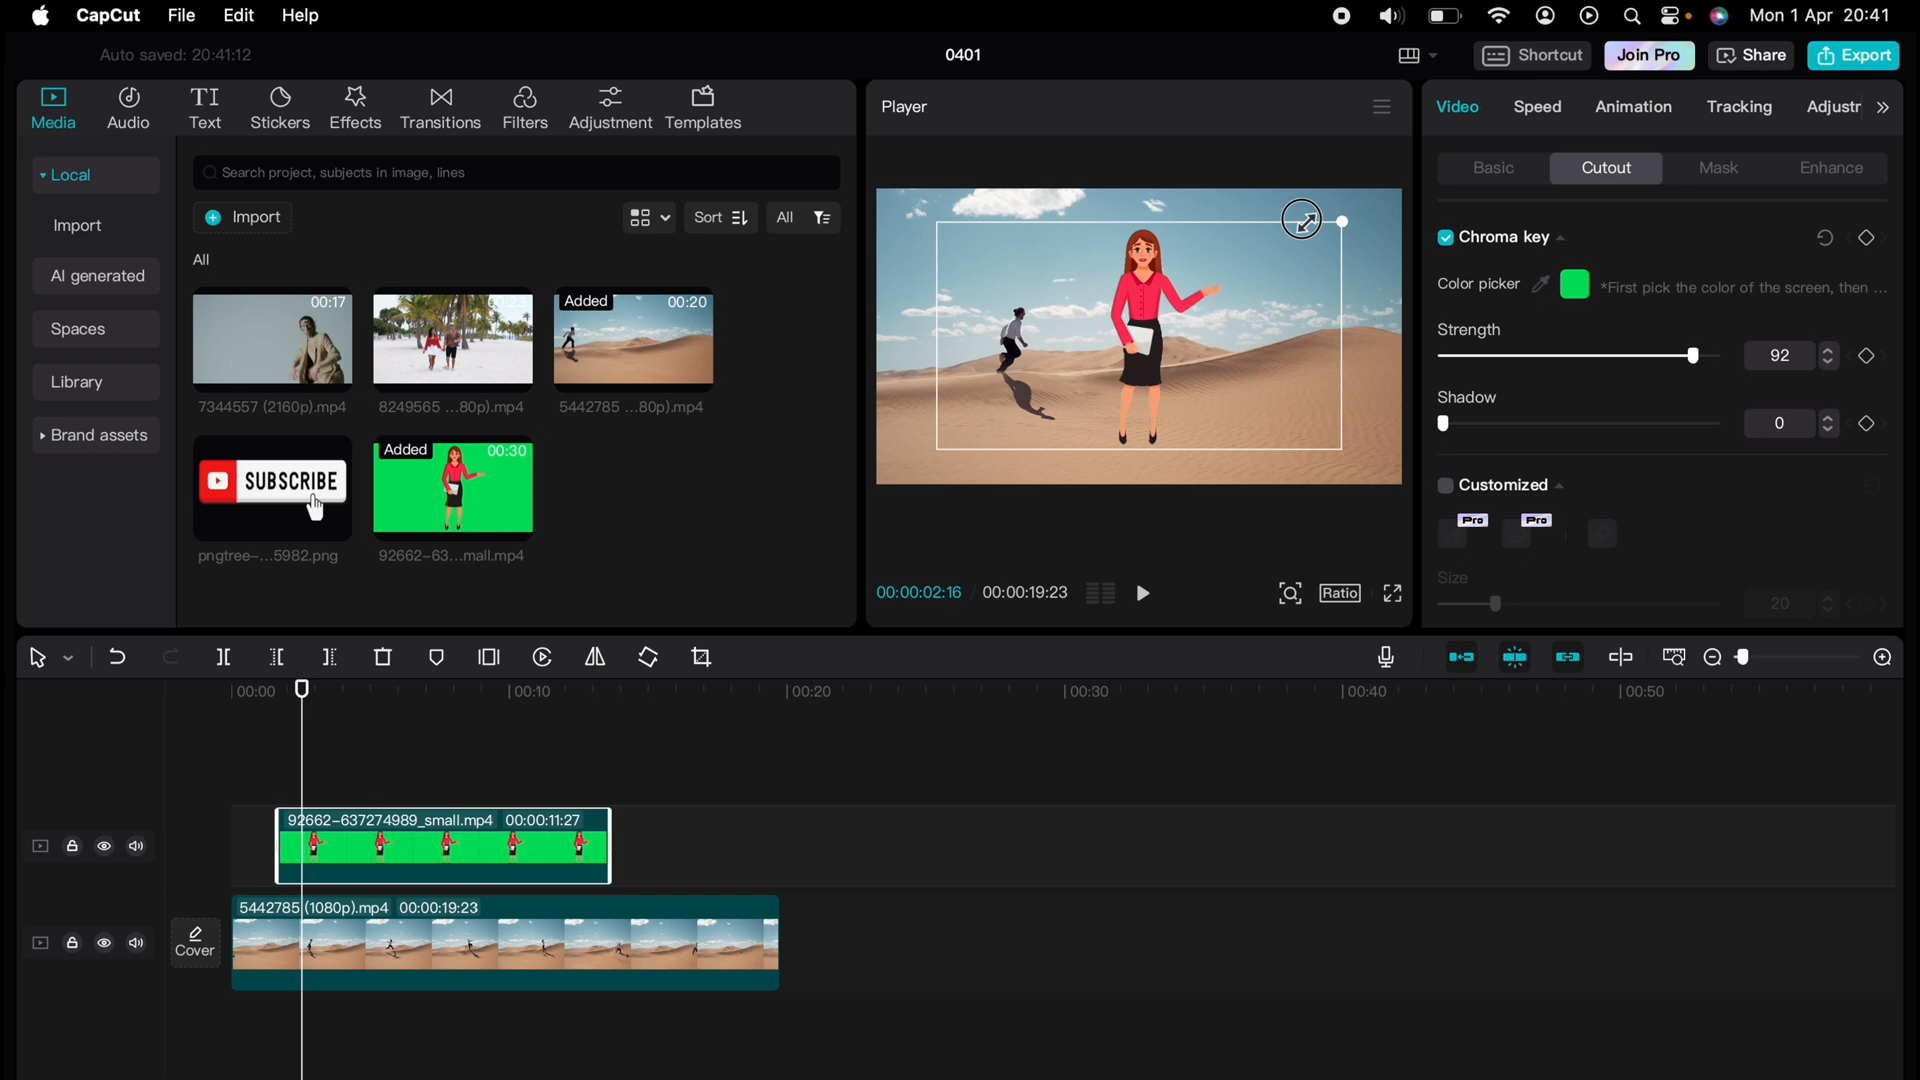 CapCut File Edit Help
Mon 1 Apr 20:41
Auto saved: 20:41:12
0401
Shortcut
Join Pro
Share
Export
Media
Audio
Text
Stickers
Effects
Transitions
Filters
Adjustment
Templates
Local
Import
AI generated
Spaces
Library
Brand assets
Search project, subjects in image, lines
Import
Sort
All
All
00:17
7344557 (2160p).mp4
8249565 ...80p).mp4
Added 00:20
5442785 ...80p).mp4
SUBSCRIBE
pngtree-...5982.png
Added 00:30
92662-63...mall.mp4
Player
00:00:02:16 / 00:00:19:23
Ratio
Video Speed Animation Tracking Adjustr
Basic Cutout Mask Enhance
Chroma key
Color picker *First pick the color of the screen, then ...
Strength
92
Shadow
0
Customized
Pro Pro
Size
20
00:00 00:10 00:20 00:30 00:40 00:50
92662-637274989_small.mp4 00:00:11:27
Cover
5442785 (1080p).mp4 00:00:19:23